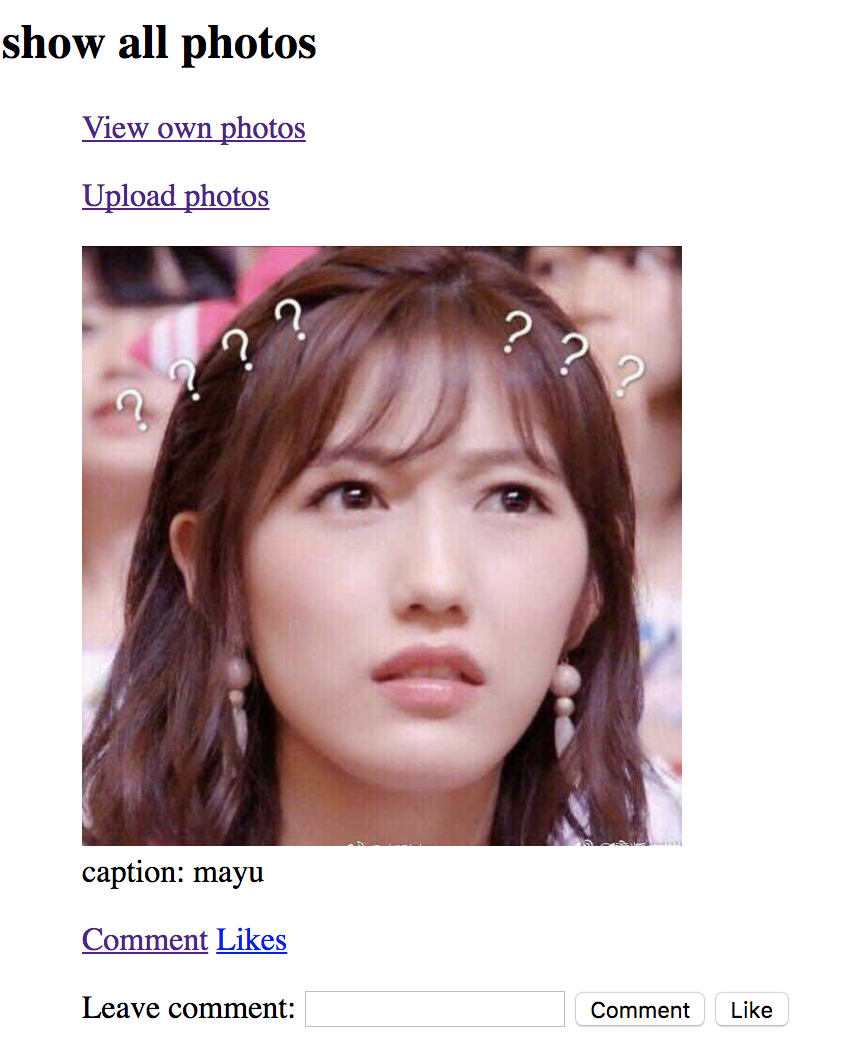 show all photos
View own photos
Upload photos
? ? ? ? ? ? ?
caption: mayu
Comment Likes
Leave comment: Comment Like